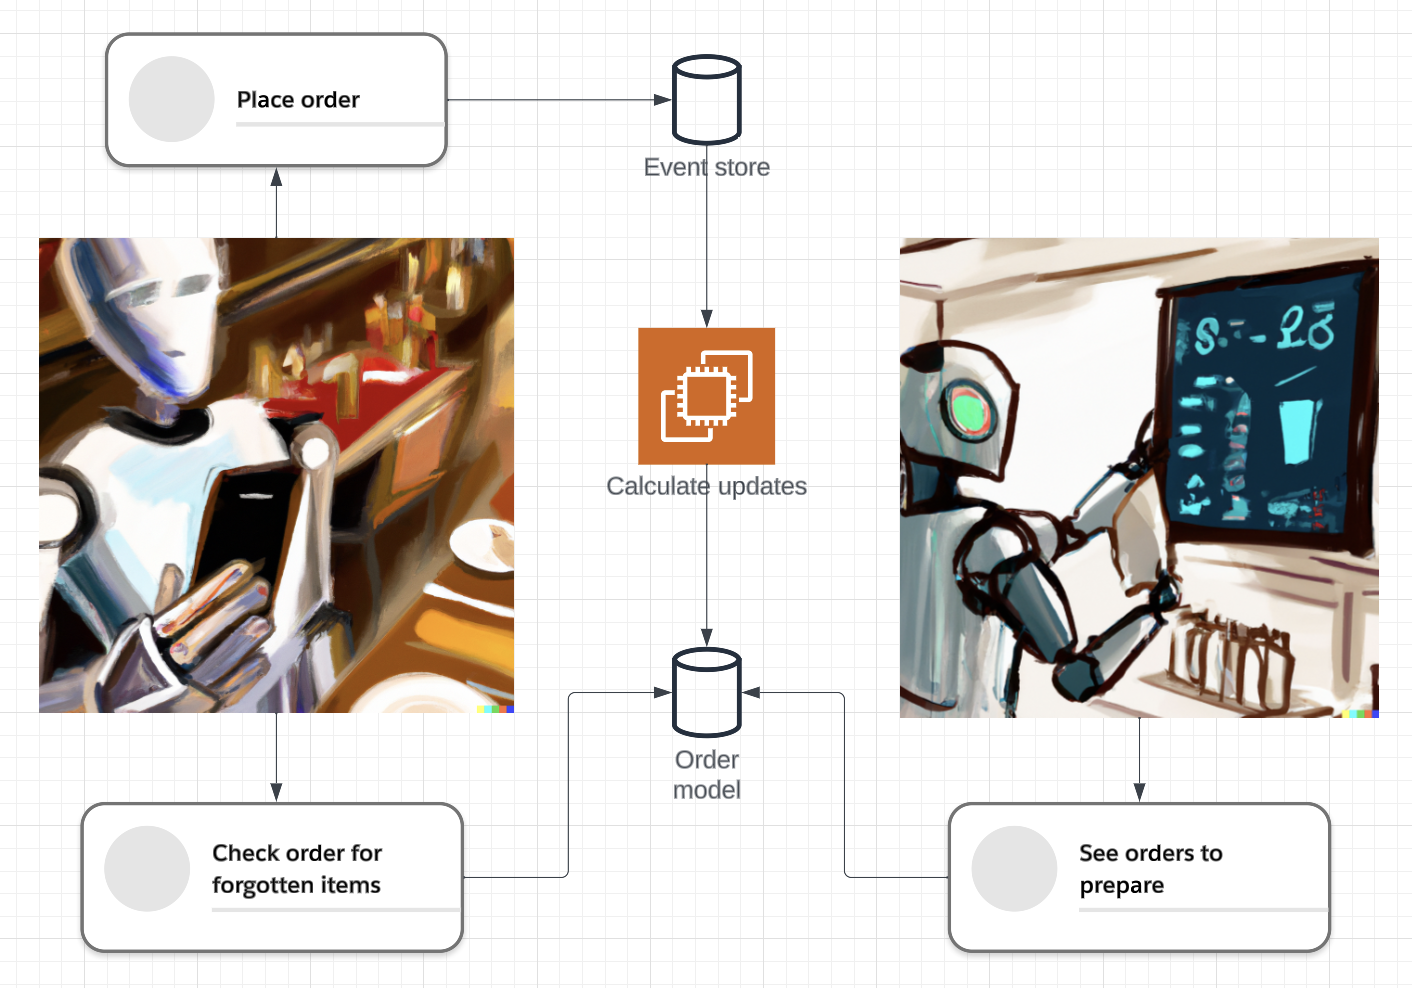 Place order
Event store
Calculate updates
Order
model
Check order for
forgotten items
See orders to
prepare